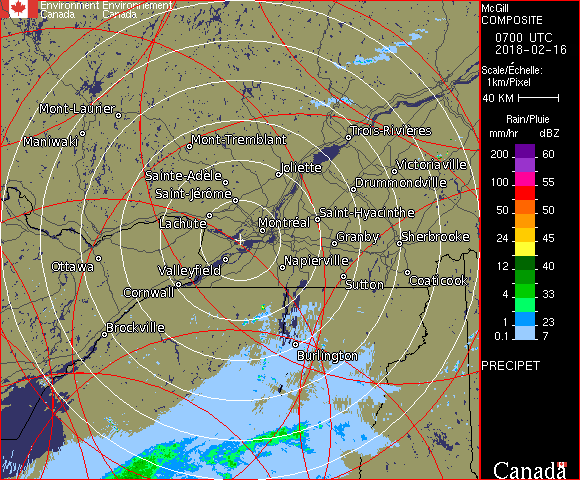 Environment Environnement
Canada Canada
McGill
COMPOSITE
0700 UTC
2018-02-16
Scale/Échelle:
1km/Pixel
40 KM
Rain/Pluie
mm/hr dBZ
200 60
55
100 55
50 50
24 45
12 40
4 33
1 23
0.1 7
PRECIPET
Canada
Mont-Laurier
Maniwaki
Mont-Tremblant
Trois-Rivières
Joliette
Victoriaville
Sainte-Adèle
Drummondville
Saint-Jérôme
Lachute
Saint-Hyacinthe
Montréal
Granby
Sherbrooke
Ottawa
Valleyfield
Napierville
Cornwall
Sutton
Coaticook
Brockville
Burlington